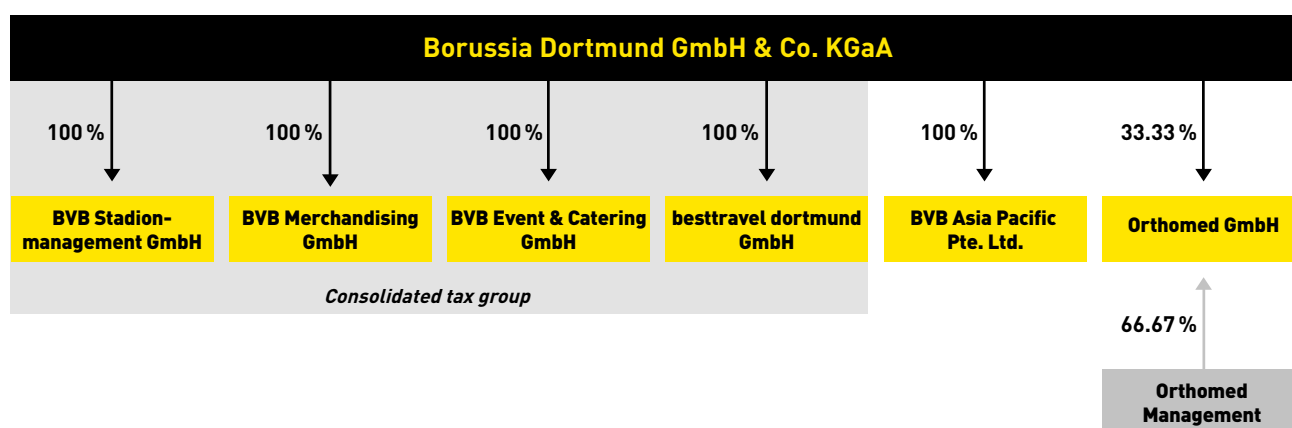 Borussia Dortmund GmbH & Co. KGaA
100 % 100 % 100 % 100 % 100 % 33.33 %
BVB Stadion-
management GmbH
BVB Merchandising
GmbH
BVB Event & Catering
GmbH
besttravel dortmund
GmbH
BVB Asia Pacific
Pte. Ltd.
Orthomed GmbH
Consolidated tax group
66.67 %
Orthomed
Management